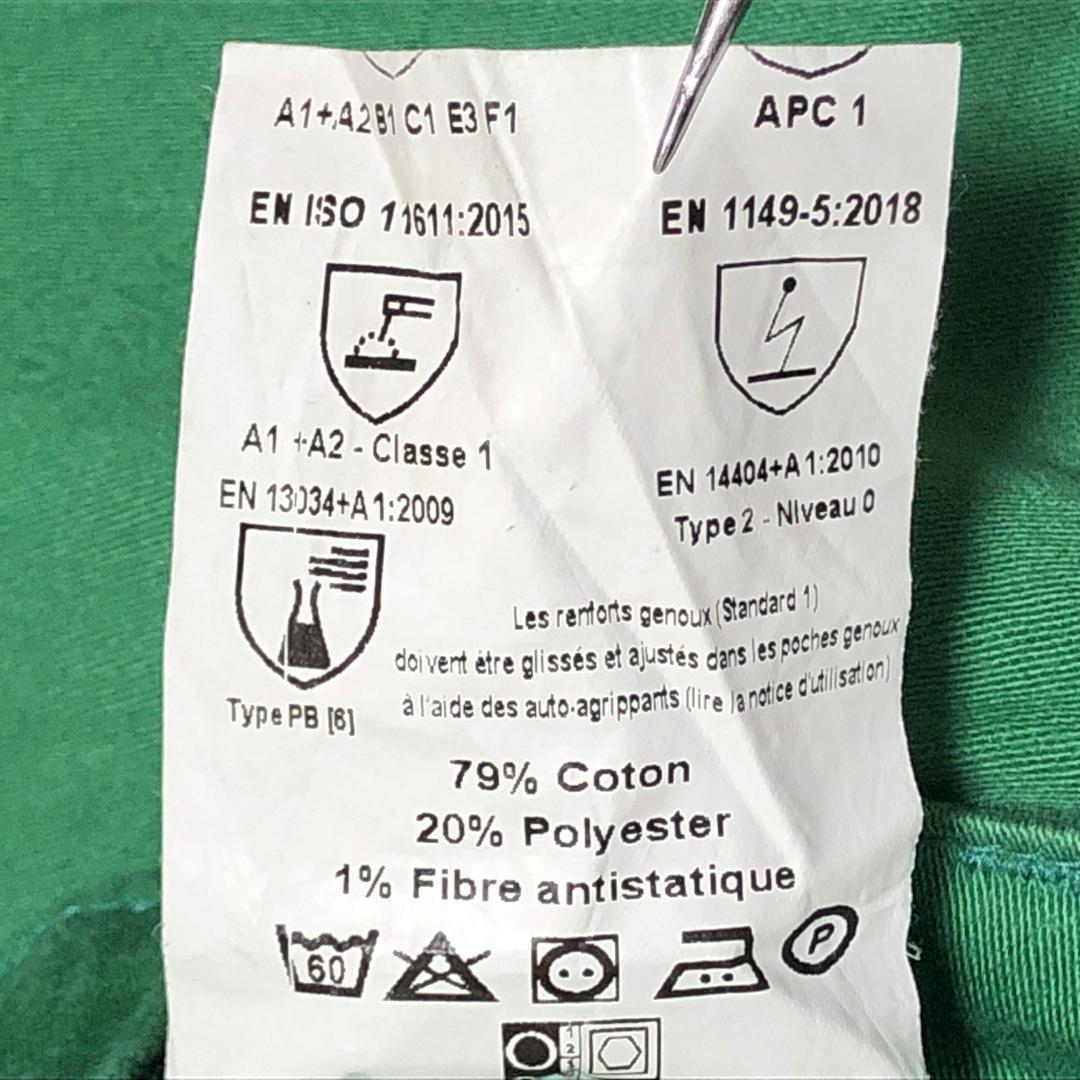 A1+A2 B1 C1 E3 F1
APC 1
EN ISO 11611:2015
EN 1149-5:2018
A1 +A2 - Classe 1
EN 13034+A1:2009
EN 14404+A1:2010
Type 2 - Niveau 0
Type PB [6]
Les renforts genoux (Standard 1)
doivent être glissés et ajustés dans les poches genoux
à l'aide des auto-agrippants (lire la notice d'utilisation)
79% Coton
20% Polyester
1% Fibre antistatique
60
P
1
2
3